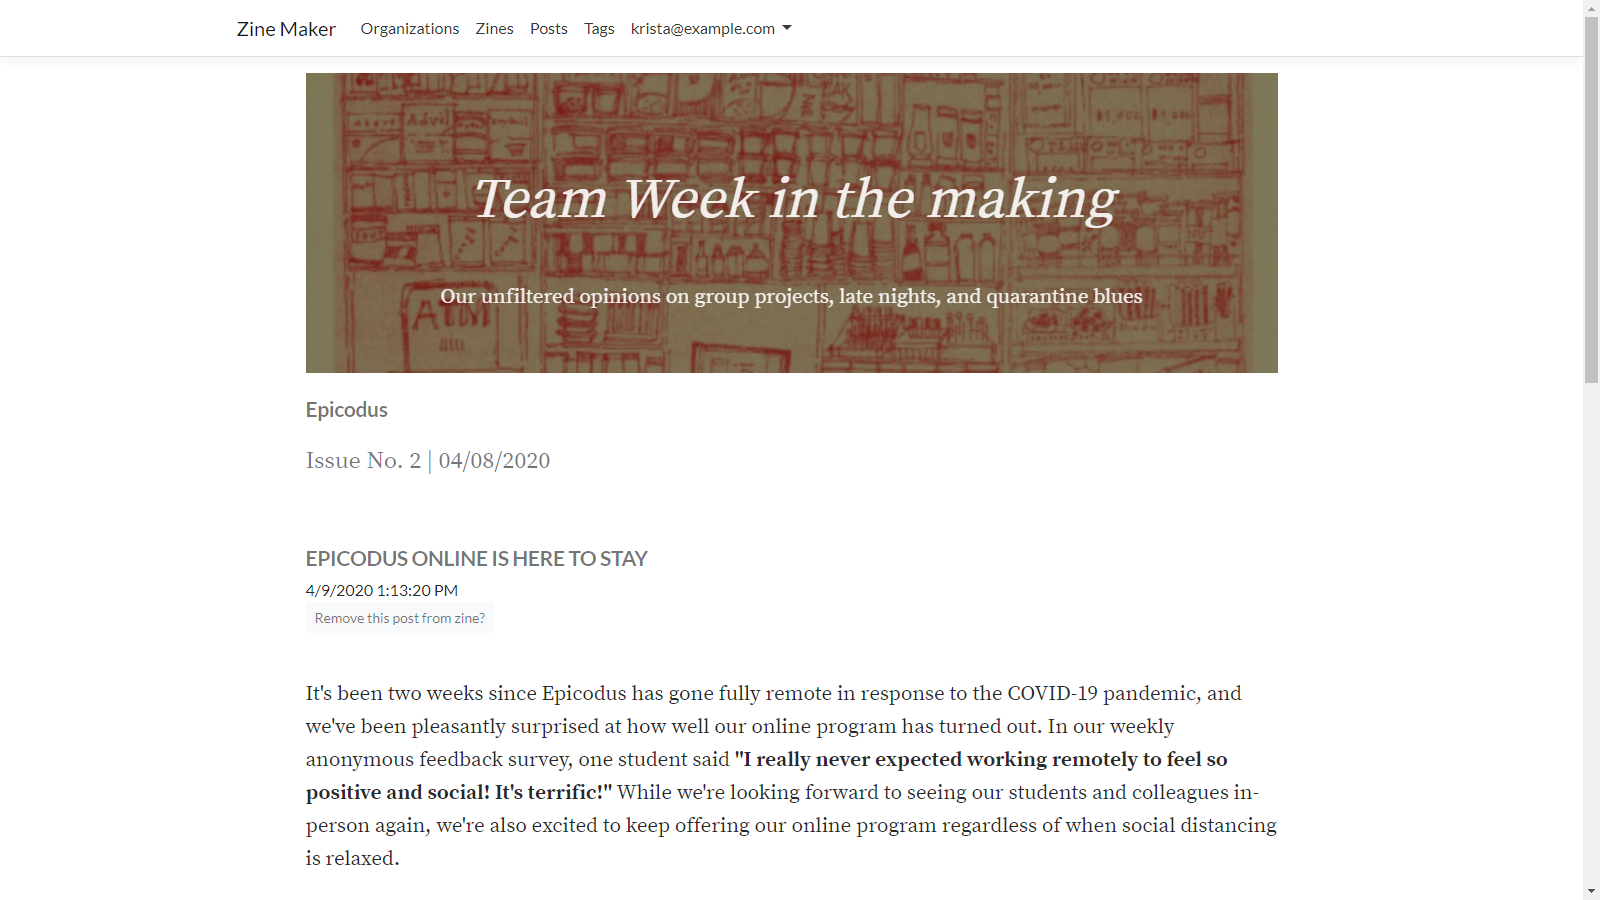 Zine Maker Organizations Zines Posts Tags krista@example.com
Advil
$1,000 $1,000
Team Week in the making
Our unfiltered opinions on group projects, late nights, and quarantine blues
ATM
Epicodus
Issue No. 2 | 04/08/2020
EPICODUS ONLINE IS HERE TO STAY
4/9/2020 1:13:20 PM
Remove this post from zine?
It's been two weeks since Epicodus has gone fully remote in response to the COVID-19 pandemic, and
we've been pleasantly surprised at how well our online program has turned out. In our weekly
anonymous feedback survey, one student said "I really never expected working remotely to feel so
positive and social! It's terrific!" While we're looking forward to seeing our students and colleagues in-
person again, we're also excited to keep offering our online program regardless of when social distancing
is relaxed.